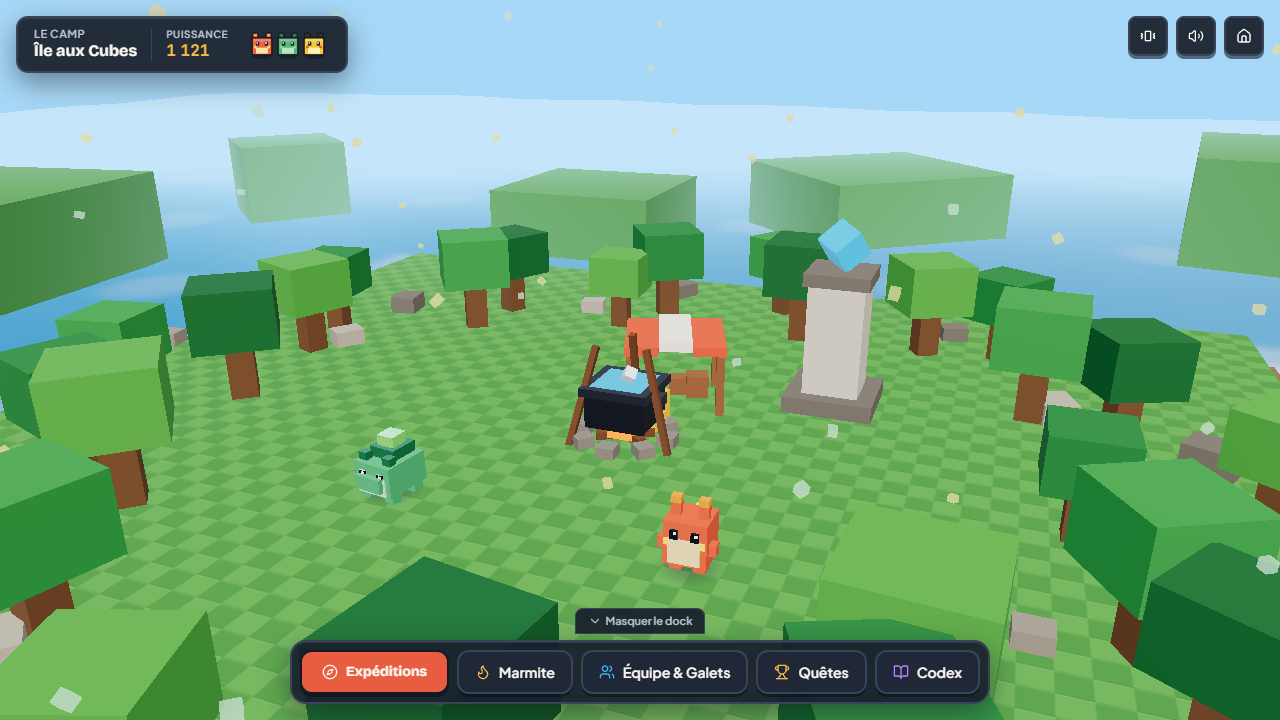 LE CAMP
Île aux Cubes
PUISSANCE
1 121
Masquer le dock
Expéditions
Marmite
Équipe & Galets
Quêtes
Codex